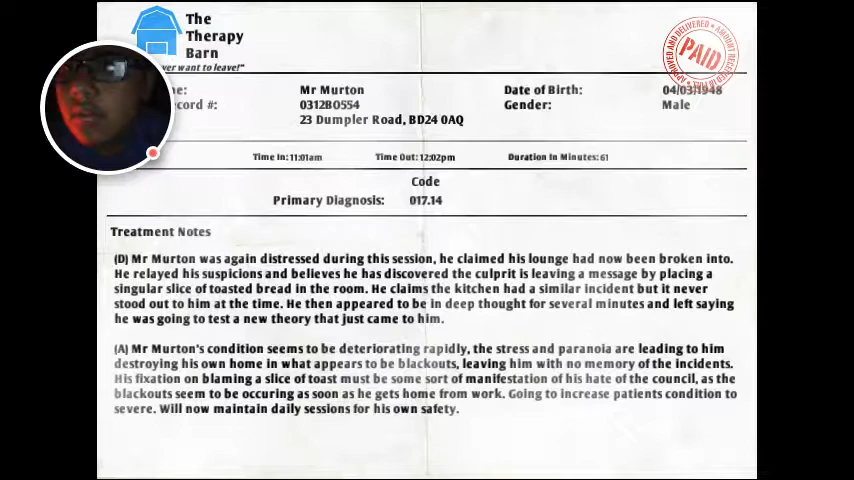 The
Therapy
Barn
ver want to leave!"
APPROVED AND DELIVERED
PAID
Mr Murton
Date of Birth: 04/03/1948
ecord #: 0312BO554
Gender: Male
23 Dumpler Road, BD24 0AQ
Time In: 11:01am Time Out: 12:02pm Duration In Minutes: 61
Code
Primary Diagnosis: 017.14
Treatment Notes
(D) Mr Murton was again distressed during this session, he claimed his lounge had now been broken into.
He relayed his suspicions and believes he has discovered the culprit is leaving a message by placing a
singular slice of toasted bread in the room. He claims the kitchen had a similar incident but it never
stood out to him at the time. He then appeared to be in deep thought for several minutes and left saying
he was going to test a new theory that just came to him.
(A) Mr Murton's condition seems to be deteriorating rapidly, the stress and paranoia are leading to him
destroying his own home in what appears to be blackouts, leaving him with no memory of the incidents.
His fixation on blaming a slice of toast must be some sort of manifestation of his hate of the council, as the
blackouts seem to be occuring as soon as he gets home from work. Going to increase patients condition to
severe. Will now maintain daily sessions for his own safety.